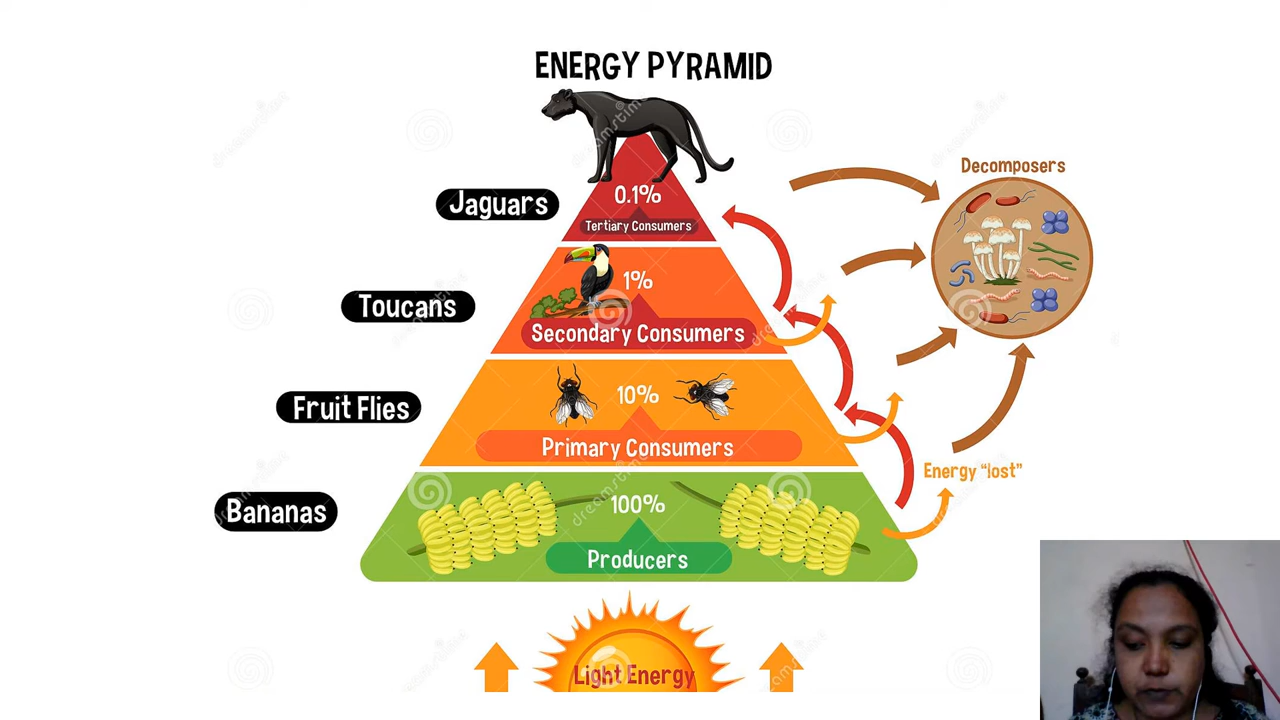 ENERGY PYRAMID
Decomposers
Jaguars
0.1%
Tertiary Consumers
Toucans
1%
Secondary Consumers
Fruit Flies
10%
Primary Consumers
Energy "lost"
Bananas
100%
Producers
Light Energy
dreamstime